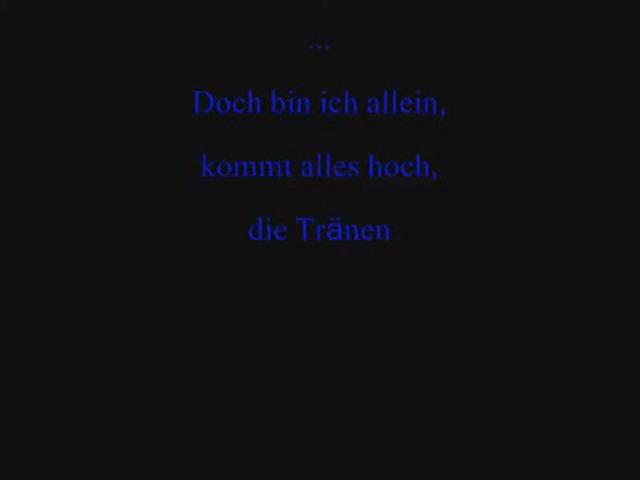 ...
Doch bin ich allein,
kommt alles hoch,
die Tränen